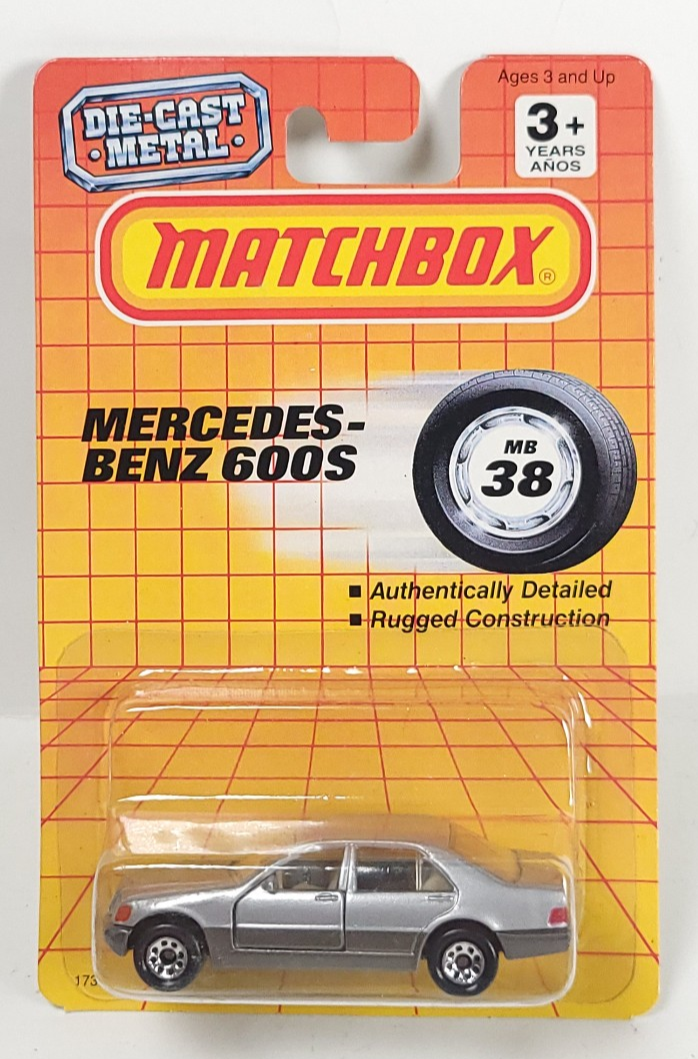 Ages 3 and Up
DIE-CAST
• METAL •
3+
YEARS
AÑOS
MATCHBOX®
MERCEDES-
BENZ 600S
MB
38
■ Authentically Detailed
■ Rugged Construction
173